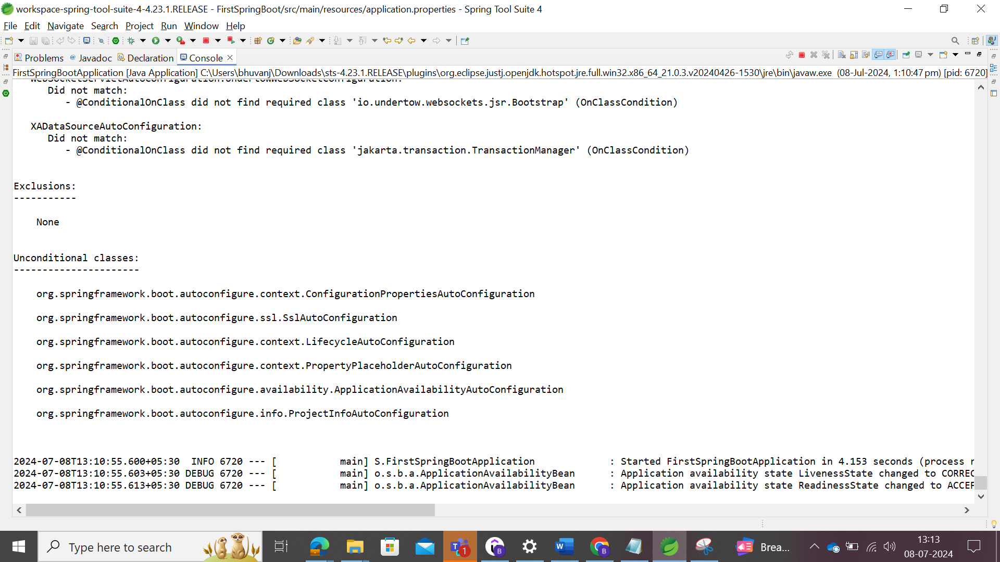 workspace-spring-tool-suite-4-4.23.1.RELEASE - FirstSpringBoot/src/main/resources/application.properties - Spring Tool Suite 4
File Edit Navigate Search Project Run Window Help
Problems @ Javadoc Declaration Console
FirstSpringBootApplication [Java Application] C:\Users\bhuvanj\Downloads\sts-4.23.1.RELEASE\plugins\org.eclipse.justj.openjdk.hotspot.jre.full.win32.x86_64_21.0.3.v20240426-1530\jre\bin\javaw.exe (08-Jul-2024, 1:10:47 pm) [pid: 6720]
WebSocketServletAutoConfiguration.UndertowWebSocketConfiguration:
Did not match:
- @ConditionalOnClass did not find required class 'io.undertow.websockets.jsr.Bootstrap' (OnClassCondition)
XADataSourceAutoConfiguration:
Did not match:
- @ConditionalOnClass did not find required class 'jakarta.transaction.TransactionManager' (OnClassCondition)
Exclusions:
-----------
None
Unconditional classes:
----------------------
org.springframework.boot.autoconfigure.context.ConfigurationPropertiesAutoConfiguration
org.springframework.boot.autoconfigure.ssl.SslAutoConfiguration
org.springframework.boot.autoconfigure.context.LifecycleAutoConfiguration
org.springframework.boot.autoconfigure.context.PropertyPlaceholderAutoConfiguration
org.springframework.boot.autoconfigure.availability.ApplicationAvailabilityAutoConfiguration
org.springframework.boot.autoconfigure.info.ProjectInfoAutoConfiguration
2024-07-08T13:10:55.600+05:30  INFO 6720 --- [           main] S.FirstSpringBootApplication             : Started FirstSpringBootApplication in 4.153 seconds (process r
2024-07-08T13:10:55.603+05:30 DEBUG 6720 --- [           main] o.s.b.a.ApplicationAvailabilityBean      : Application availability state LivenessState changed to CORREC
2024-07-08T13:10:55.613+05:30 DEBUG 6720 --- [           main] o.s.b.a.ApplicationAvailabilityBean      : Application availability state ReadinessState changed to ACCEP
Type here to search
1
B
W
B
Brea...
13:13
08-07-2024